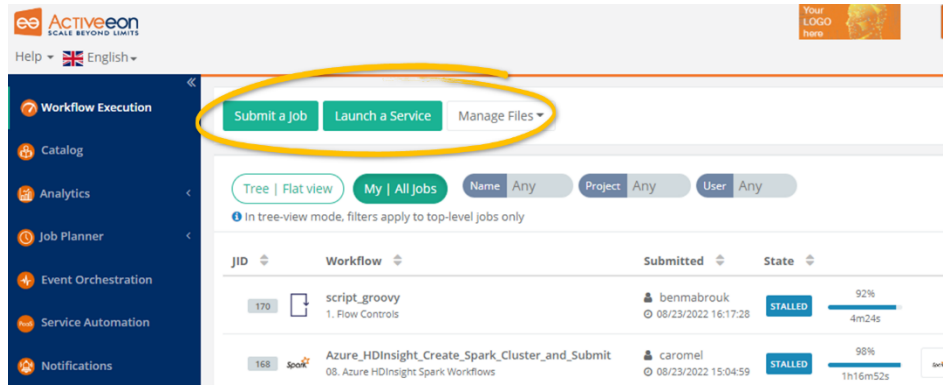 ActiveEon
SCALE BEYOND LIMITS
Your
LOGO
here
Help
English
Workflow Execution
Submit a Job
Launch a Service
Manage Files
Catalog
Analytics
Tree | Flat view
My | All Jobs
Name Any
Project Any
User Any
In tree-view mode, filters apply to top-level jobs only
Job Planner
JID
Workflow
Submitted
State
Event Orchestration
170
script_groovy
1. Flow Controls
benmabrouk
08/23/2022 16:17:28
STALLED
92%
4m24s
Service Automation
Notifications
168
Spark
Azure_HDInsight_Create_Spark_Cluster_and_Submit
08. Azure HDInsight Spark Workflows
caromel
08/23/2022 15:04:59
STALLED
98%
1h16m52s